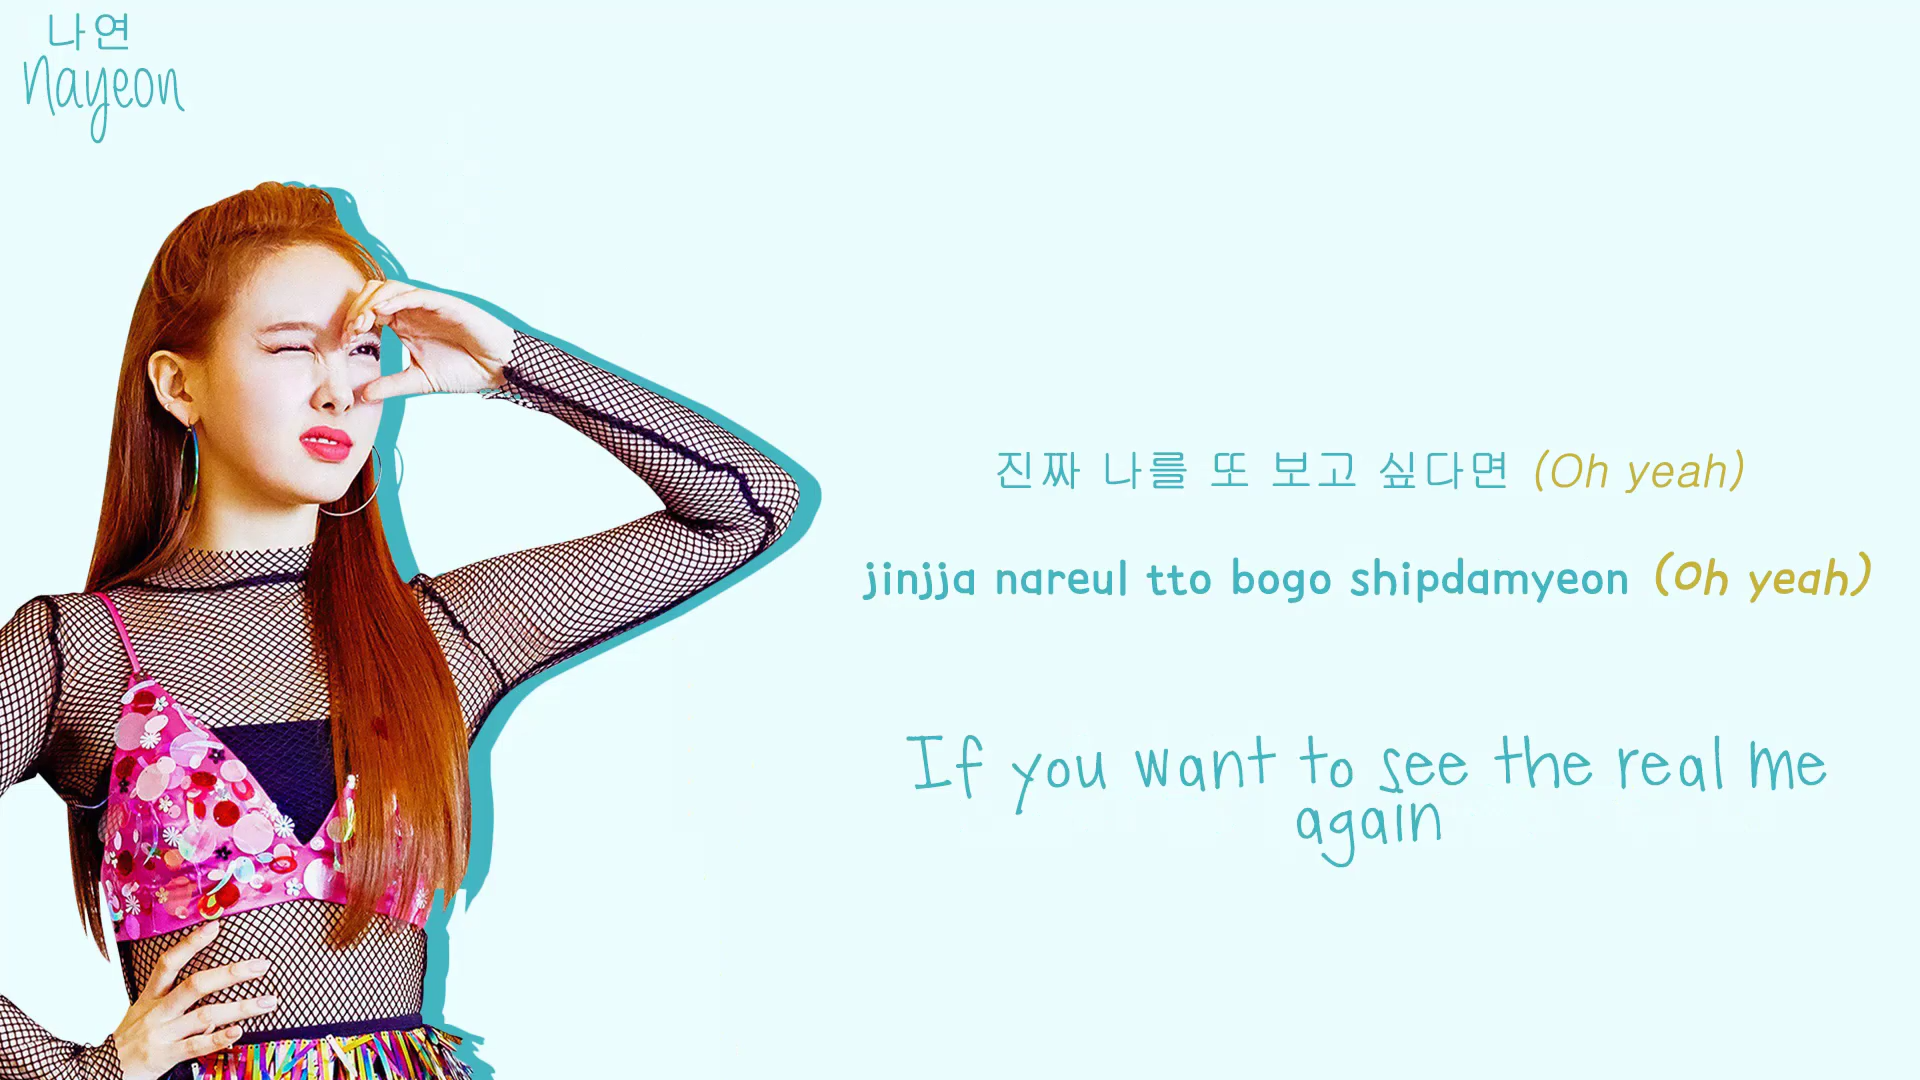 나연
Nayeon
진짜 나를 또 보고 싶다면 (Oh yeah)
jinjja nareul tto bogo shipdamyeon (Oh yeah)
If you want to see the real me
again